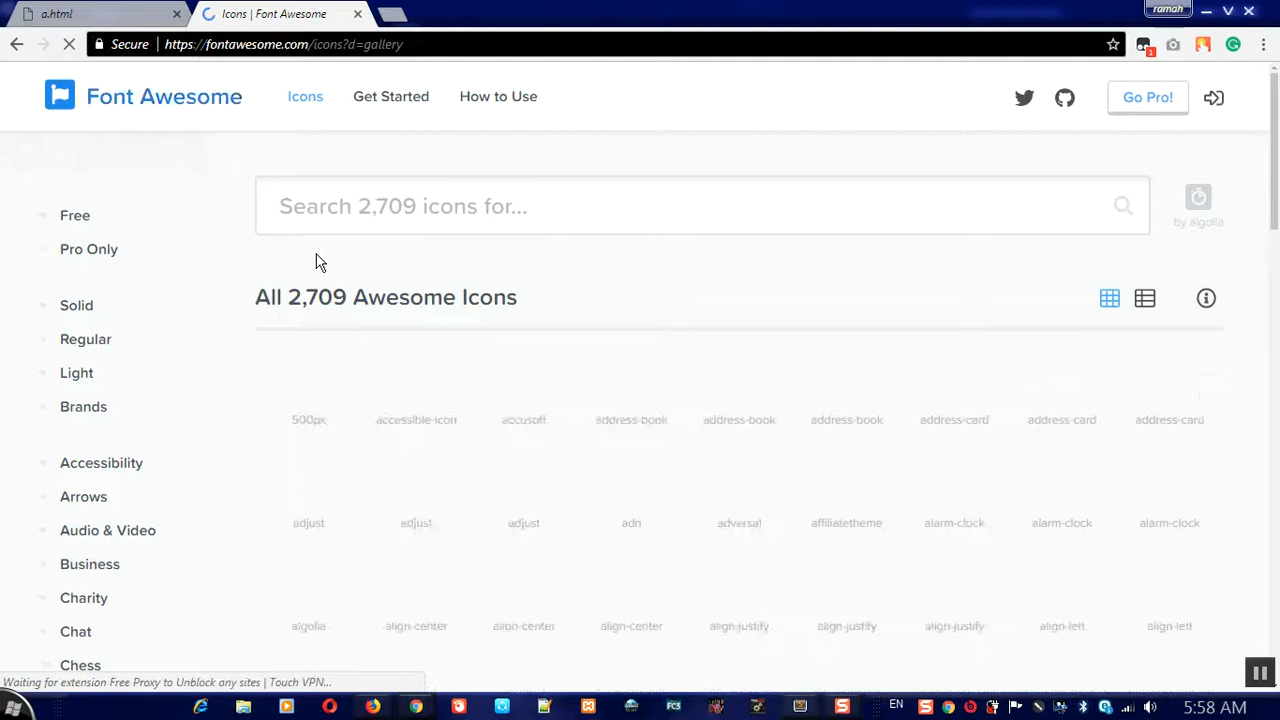 a.html
Icons | Font Awesome
ramah
Secure
https://fontawesome.com/icons?d=gallery
1
Font Awesome
Icons
Get Started
How to Use
Go Pro!
Search 2,709 icons for...
by algolia
Free
Pro Only
Solid
Regular
Light
Brands
Accessibility
Arrows
Audio & Video
Business
Charity
Chat
Chess
All 2,709 Awesome Icons
500px accessible-icon accusoft address-book address-book address-book address-card address-card address-card
adjust adjust adjust adn adversal affiliatetheme alarm-clock alarm-clock alarm-clock
algolia align-center align-center align-center align-justify align-justify align-justify align-left align-left
Waiting for extension Free Proxy to Unblock any sites | Touch VPN...
EN
5:58 AM